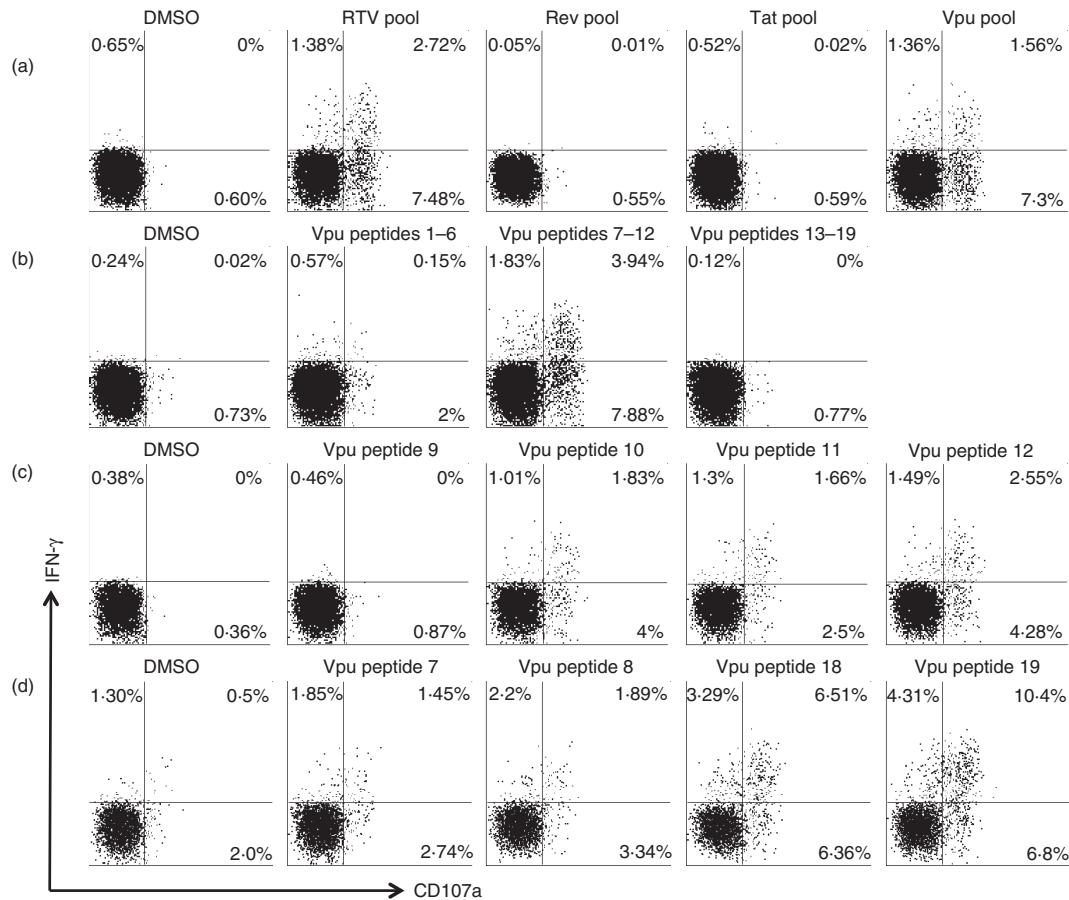 DMSO RTV pool Rev pool Tat pool Vpu pool
(a)
0·65% 0% 1·38% 2·72% 0·05% 0·01% 0·52% 0·02% 1·36% 1·56%
0·60% 7·48% 0·55% 0·59% 7·3%
DMSO Vpu peptides 1–6 Vpu peptides 7–12 Vpu peptides 13–19
(b)
0·24% 0·02% 0·57% 0·15% 1·83% 3·94% 0·12% 0%
0·73% 2% 7·88% 0·77%
DMSO Vpu peptide 9 Vpu peptide 10 Vpu peptide 11 Vpu peptide 12
(c)
0·38% 0% 0·46% 0% 1·01% 1·83% 1·3% 1·66% 1·49% 2·55%
0·36% 0·87% 4% 2·5% 4·28%
DMSO Vpu peptide 7 Vpu peptide 8 Vpu peptide 18 Vpu peptide 19
(d)
1·30% 0·5% 1·85% 1·45% 2·2% 1·89% 3·29% 6·51% 4·31% 10·4%
2·0% 2·74% 3·34% 6·36% 6·8%
IFN-γ
CD107a